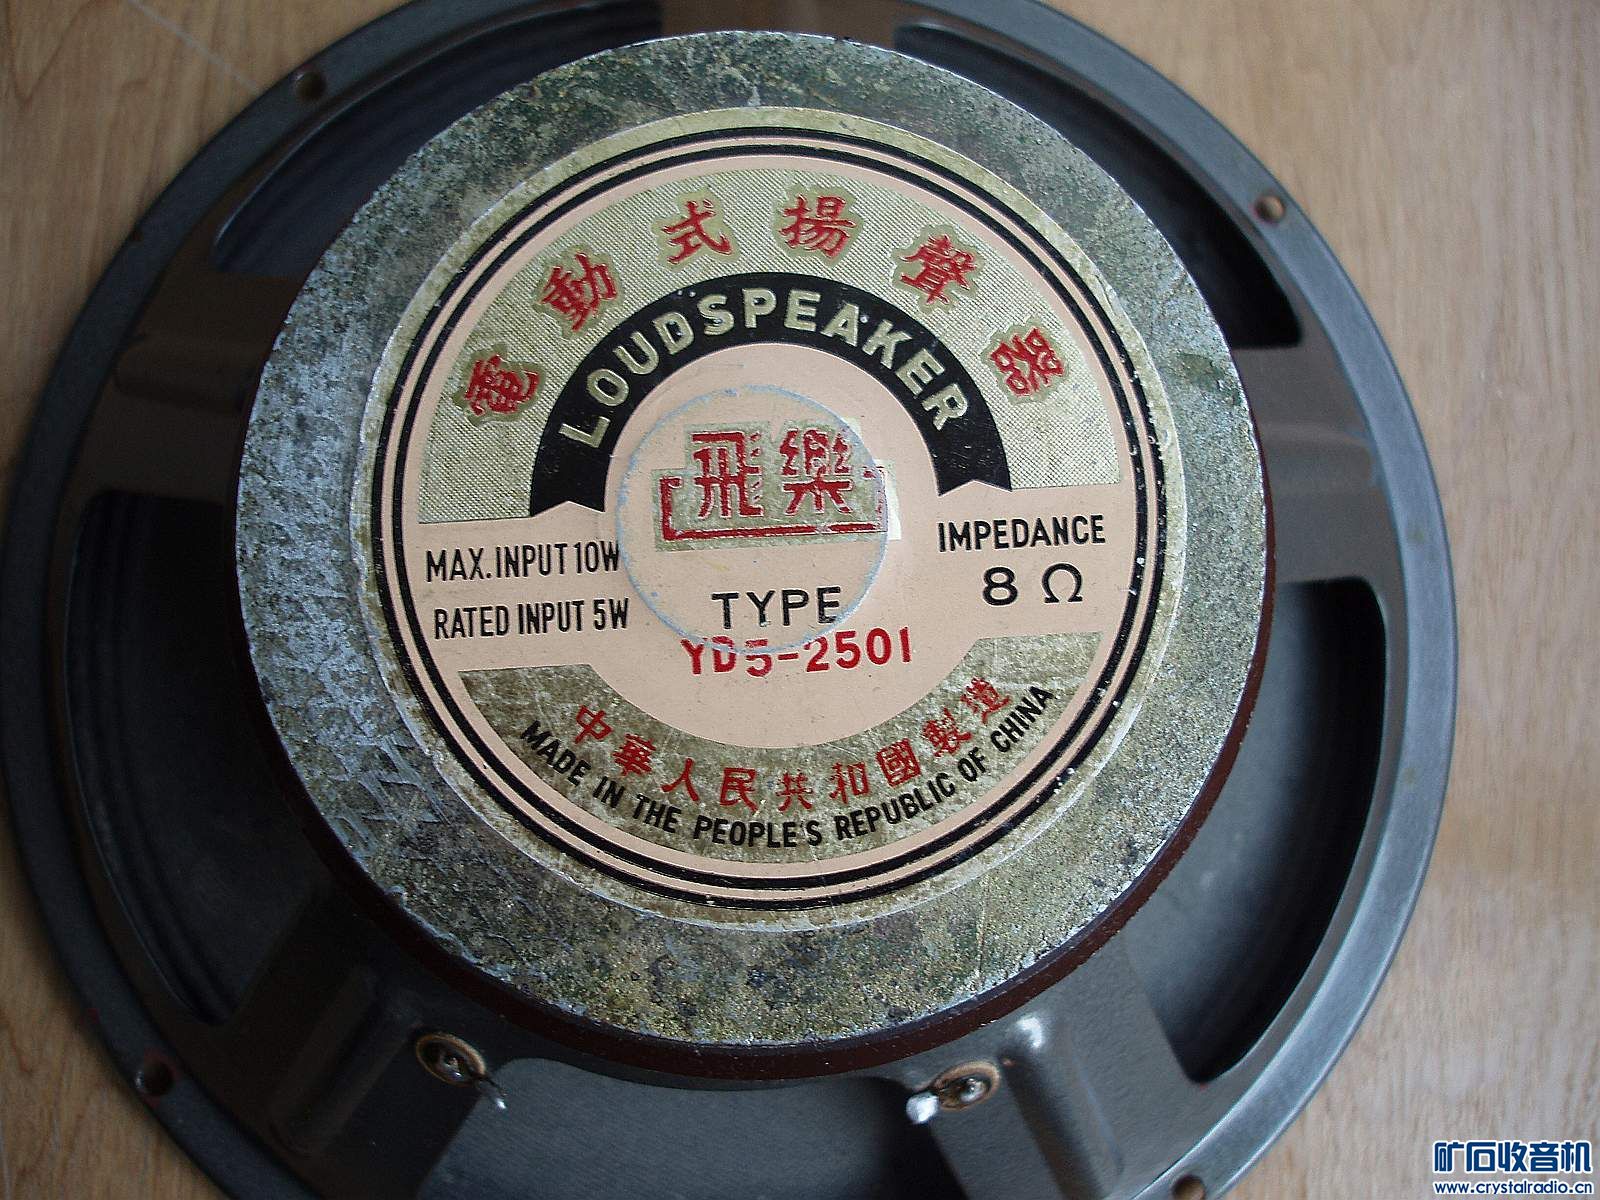 電動式揚聲器
LOUDSPEAKER
飛樂
MAX.INPUT 10W
RATED INPUT 5W
IMPEDANCE
8 Ω
TYPE
YD5-2501
中華人民共和國製造
MADE IN THE PEOPLE'S REPUBLIC OF CHINA
矿石收音机
www.crystalradio.cn